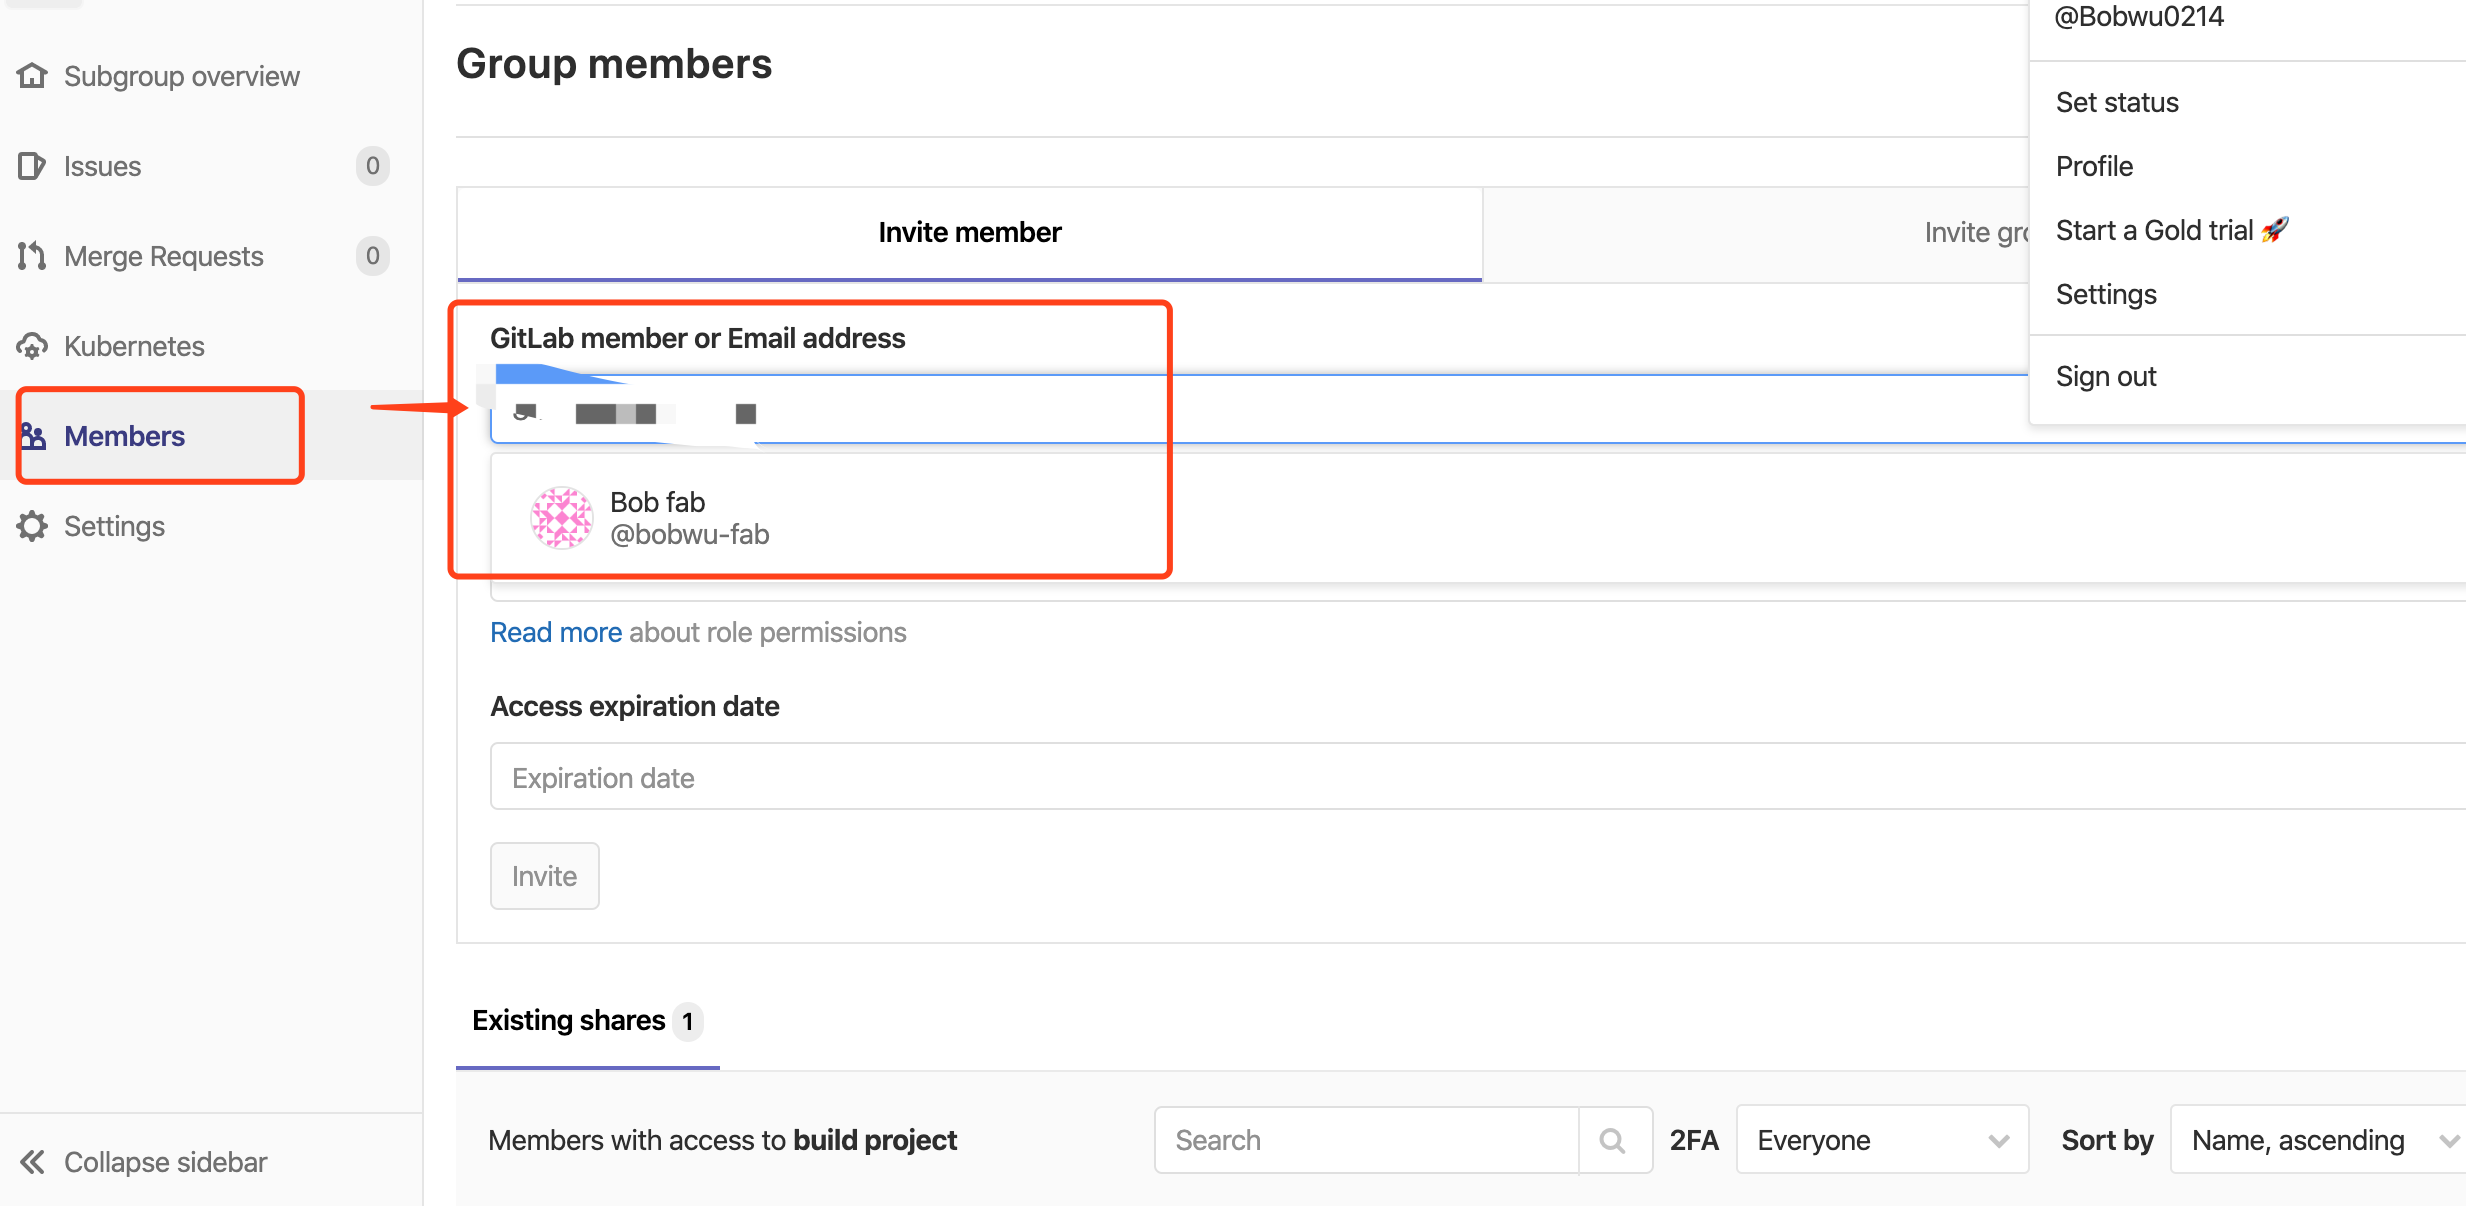 @Bobwu0214
Subgroup overview
Issues 0
Merge Requests 0
Kubernetes
Members
Settings
Collapse sidebar
Group members
Invite member
Invite gro
GitLab member or Email address
Bob fab
@bobwu-fab
Read more about role permissions
Access expiration date
Expiration date
Invite
Existing shares 1
Members with access to build project
Search
2FA
Everyone
Sort by
Name, ascending
Set status
Profile
Start a Gold trial 🚀
Settings
Sign out